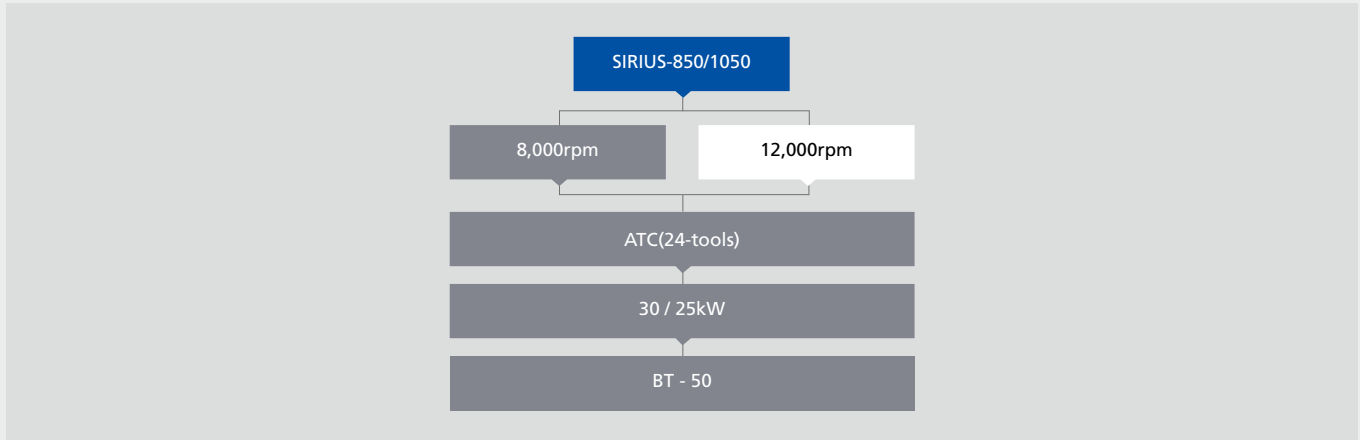 SIRIUS-850/1050
8,000rpm
12,000rpm
ATC(24-tools)
30 / 25kW
BT - 50